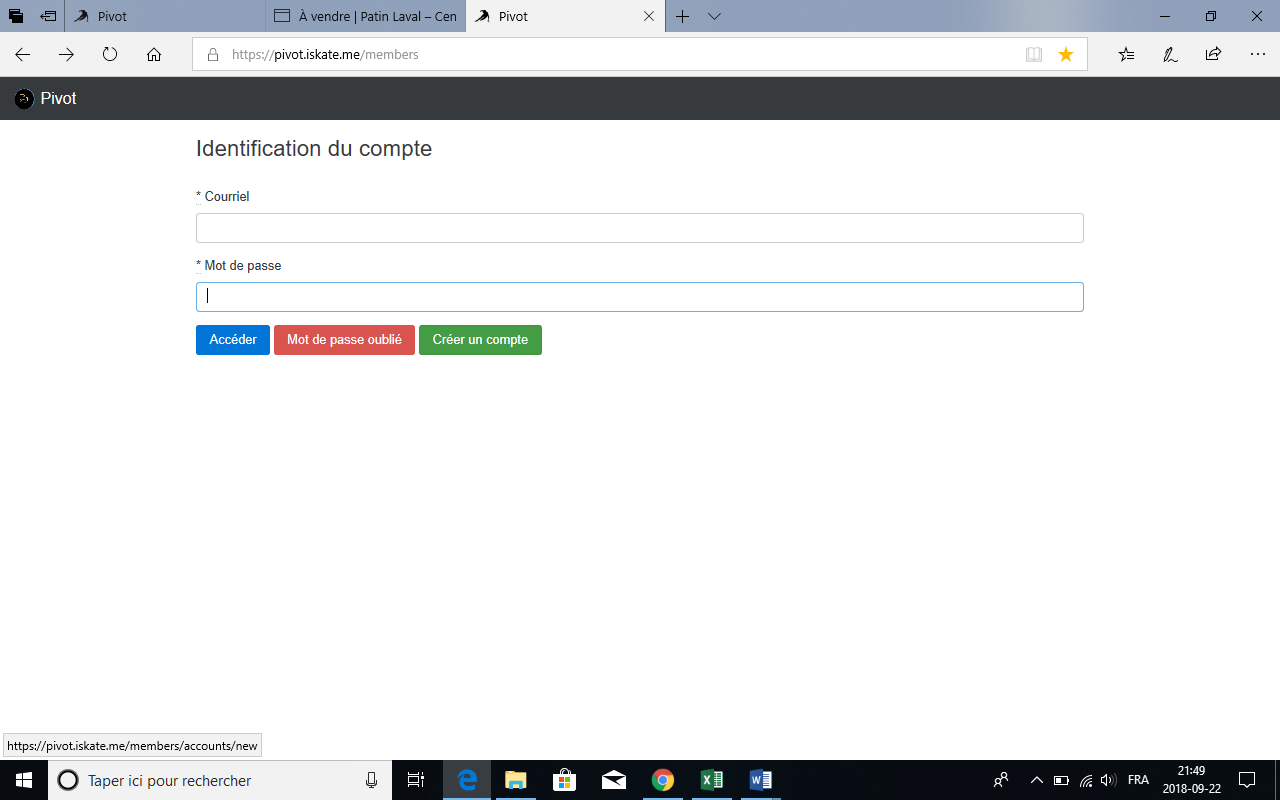 Pivot
À vendre | Patin Laval – Cen
Pivot
https://pivot.iskate.me/members
Pivot
Identification du compte
* Courriel
* Mot de passe
Accéder Mot de passe oublié Créer un compte
https://pivot.iskate.me/members/accounts/new
Taper ici pour rechercher
FRA
21:49
2018-09-22